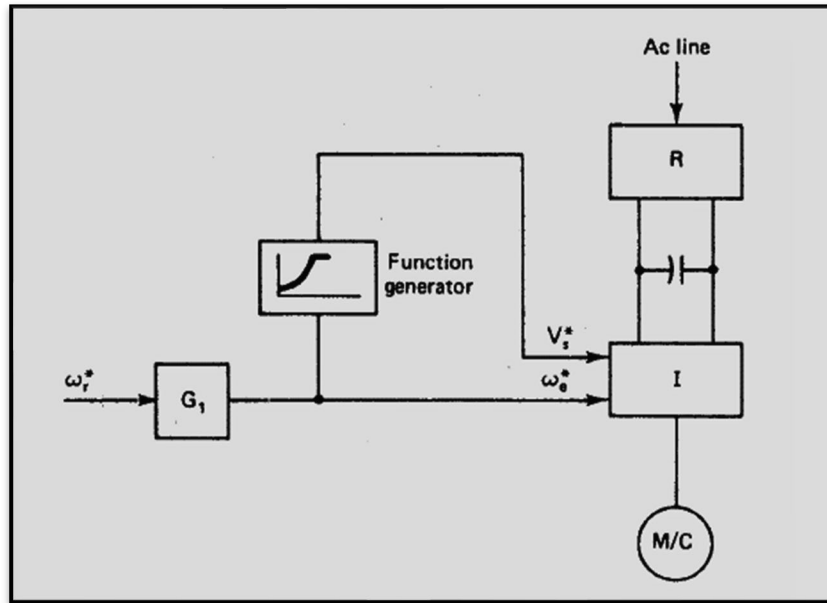 Ac line
R
Function
generator
V*s
ω*r
G1
ω*e
I
M/C